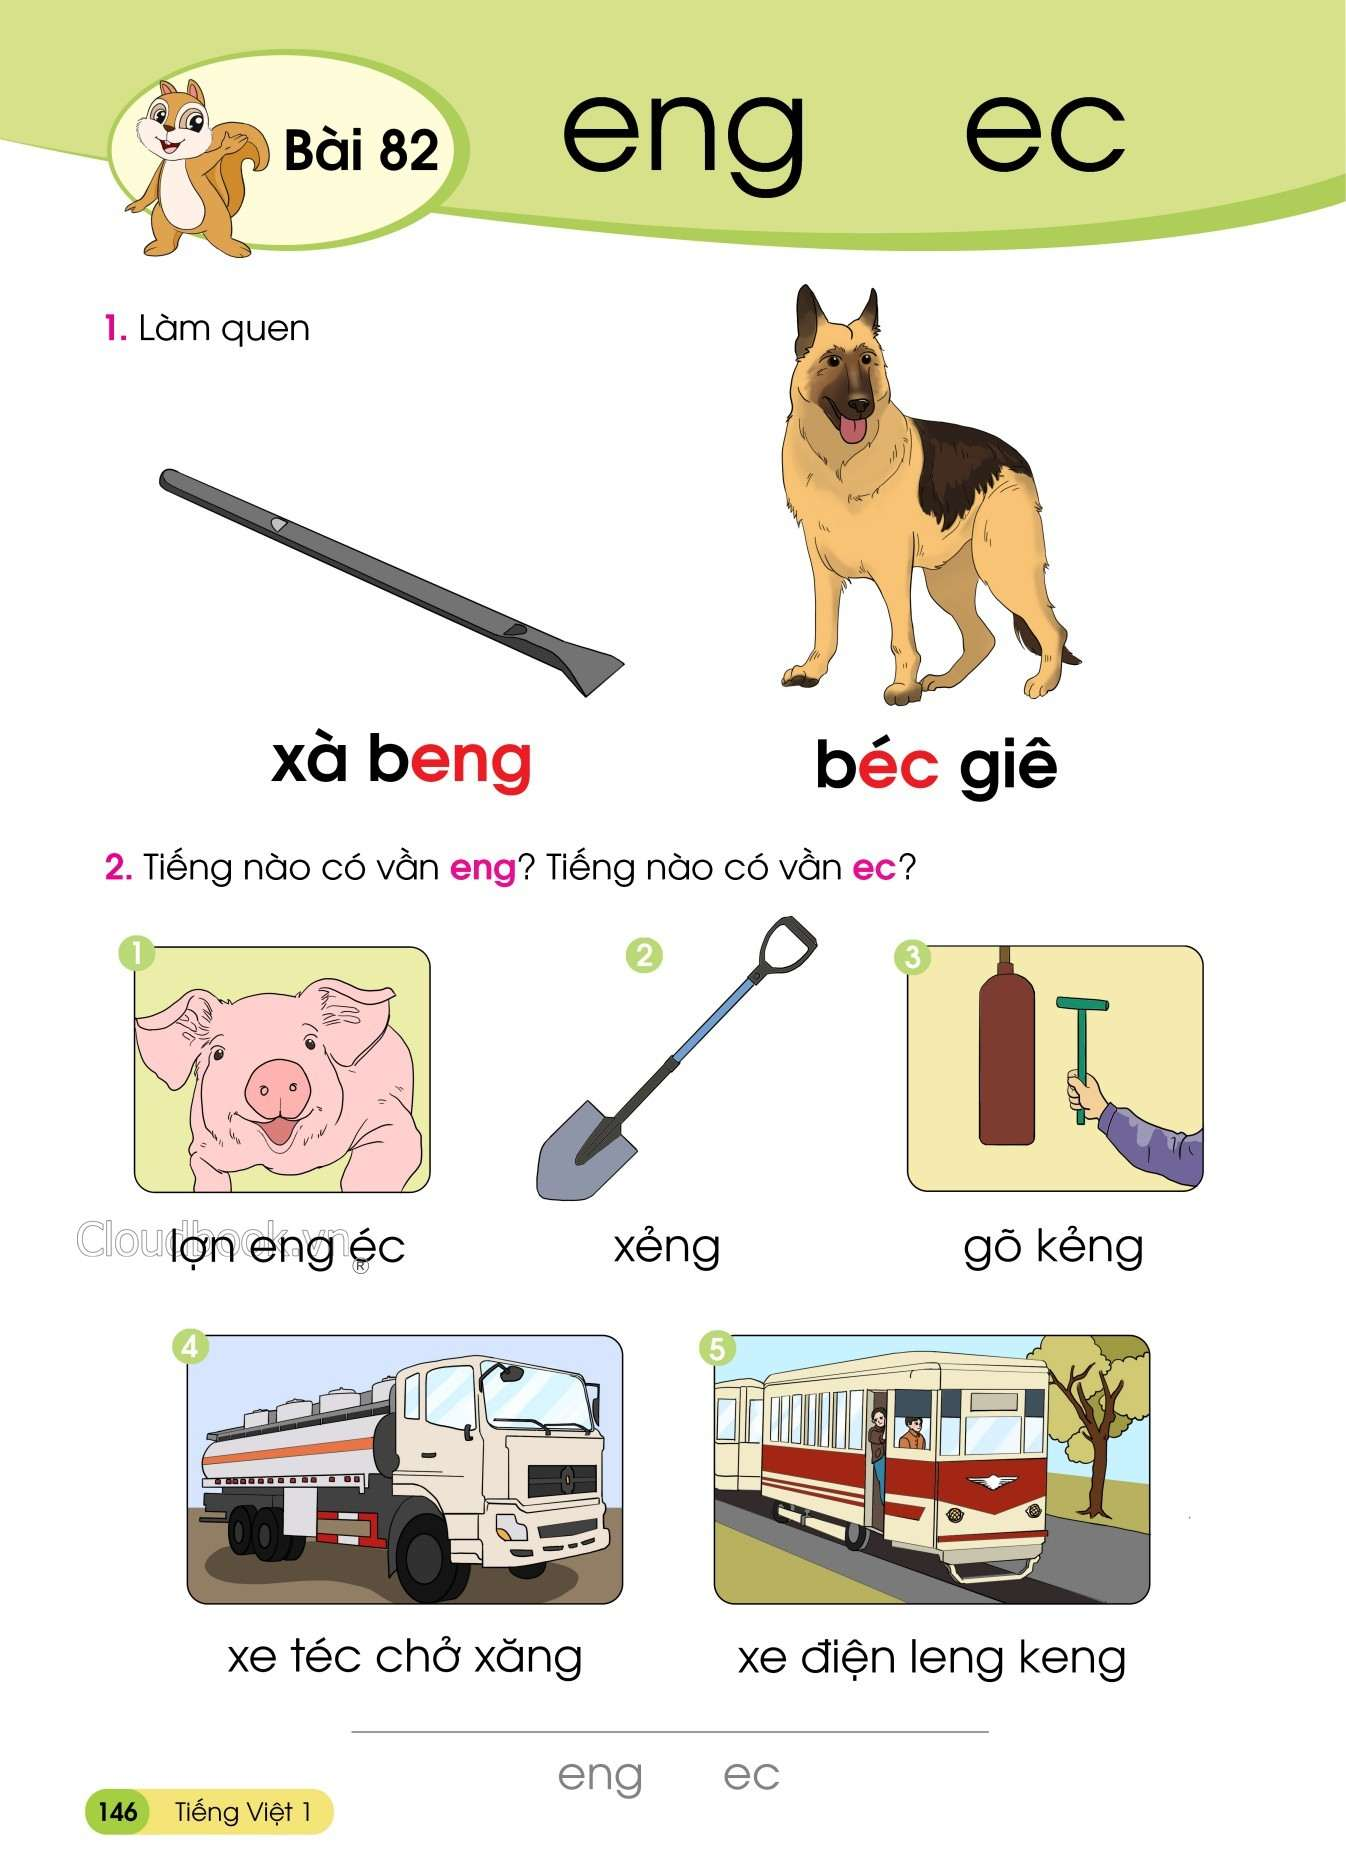 Bài 82
eng ec
1. Làm quen
xà beng
béc giê
2. Tiếng nào có vần eng? Tiếng nào có vần ec?
1
2
3
Cloudbook.vn®
lợn eng éc
xẻng
gõ kẻng
4
5
xe téc chở xăng
xe điện leng keng
eng ec
146 Tiếng Việt 1